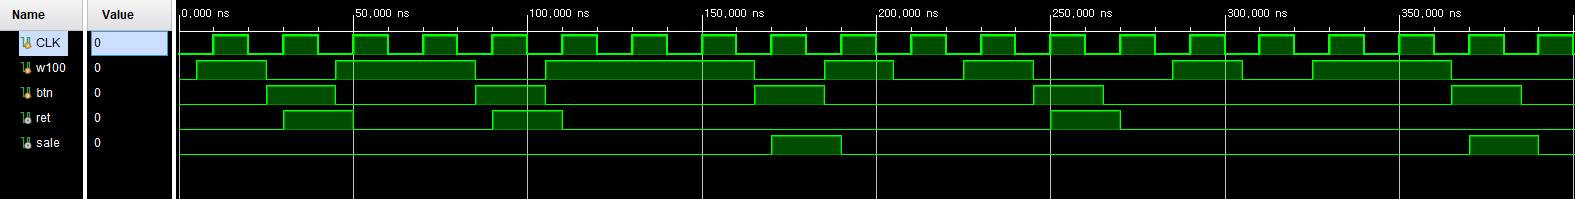 Name Value 0,000 ns 50,000 ns 100,000 ns 150,000 ns 200,000 ns 250,000 ns 300,000 ns 350,000 ns
CLK 0
w100 0
btn 0
ret 0
sale 0